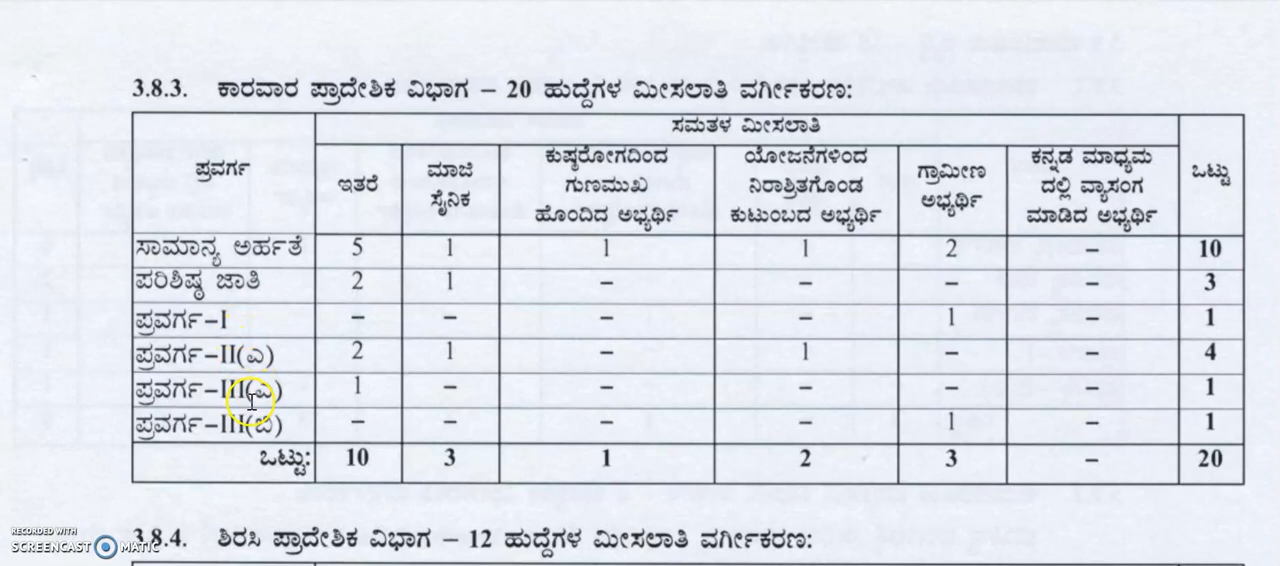 3.8.3. ಕಾರವಾರ ಪ್ರಾದೇಶಿಕ ವಿಭಾಗ – 20 ಹುದ್ದೆಗಳ ಮೀಸಲಾತಿ ವರ್ಗೀಕರಣ:
ಪ್ರವರ್ಗ ಸಮತಳ ಮೀಸಲಾತಿ ಒಟ್ಟು
ಇತರೆ ಮಾಜಿ ಸೈನಿಕ ಕುಷ್ಠರೋಗದಿಂದ ಗುಣಮುಖ ಹೊಂದಿದ ಅಭ್ಯರ್ಥಿ ಯೋಜನೆಗಳಿಂದ ನಿರಾಶ್ರಿತಗೊಂಡ ಕುಟುಂಬದ ಅಭ್ಯರ್ಥಿ ಗ್ರಾಮೀಣ ಅಭ್ಯರ್ಥಿ ಕನ್ನಡ ಮಾಧ್ಯಮ ದಲ್ಲಿ ವ್ಯಾಸಂಗ ಮಾಡಿದ ಅಭ್ಯರ್ಥಿ
ಸಾಮಾನ್ಯ ಅರ್ಹತೆ 5 1 1 1 2 – 10
ಪರಿಶಿಷ್ಠ ಜಾತಿ 2 1 – – – – 3
ಪ್ರವರ್ಗ–I – – – – 1 – 1
ಪ್ರವರ್ಗ–II(ಎ) 2 1 – 1 – – 4
ಪ್ರವರ್ಗ–III(ಎ) 1 – – – – – 1
ಪ್ರವರ್ಗ–III(ಬಿ) – – – – 1 – 1
ಒಟ್ಟು: 10 3 1 2 3 – 20
3.8.4. ಶಿರಸಿ ಪ್ರಾದೇಶಿಕ ವಿಭಾಗ – 12 ಹುದ್ದೆಗಳ ಮೀಸಲಾತಿ ವರ್ಗೀಕರಣ:
RECORDED WITH
SCREENCAST MATIC